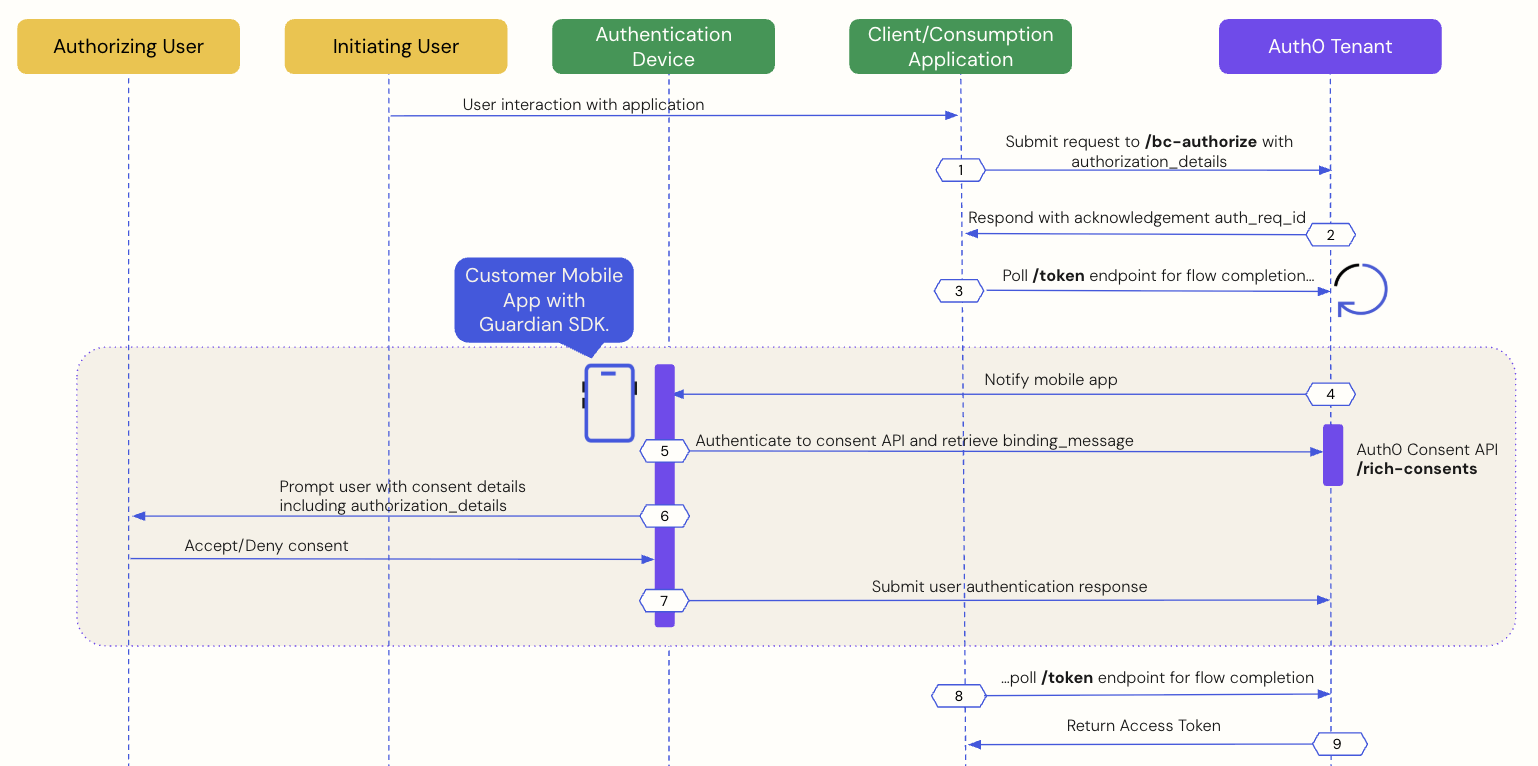 Authorizing User
Initiating User
Authentication
Device
Client/Consumption
Application
Auth0 Tenant
User interaction with application
Submit request to /bc-authorize with
authorization_details
1
Respond with acknowledgement auth_req_id
2
Customer Mobile
App with
Guardian SDK.
Poll /token endpoint for flow completion...
3
Notify mobile app
4
5
Authenticate to consent API and retrieve binding_message
Auth0 Consent API
/rich-consents
Prompt user with consent details
including authorization_details
6
Accept/Deny consent
Submit user authentication response
7
...poll /token endpoint for flow completion
8
Return Access Token
9